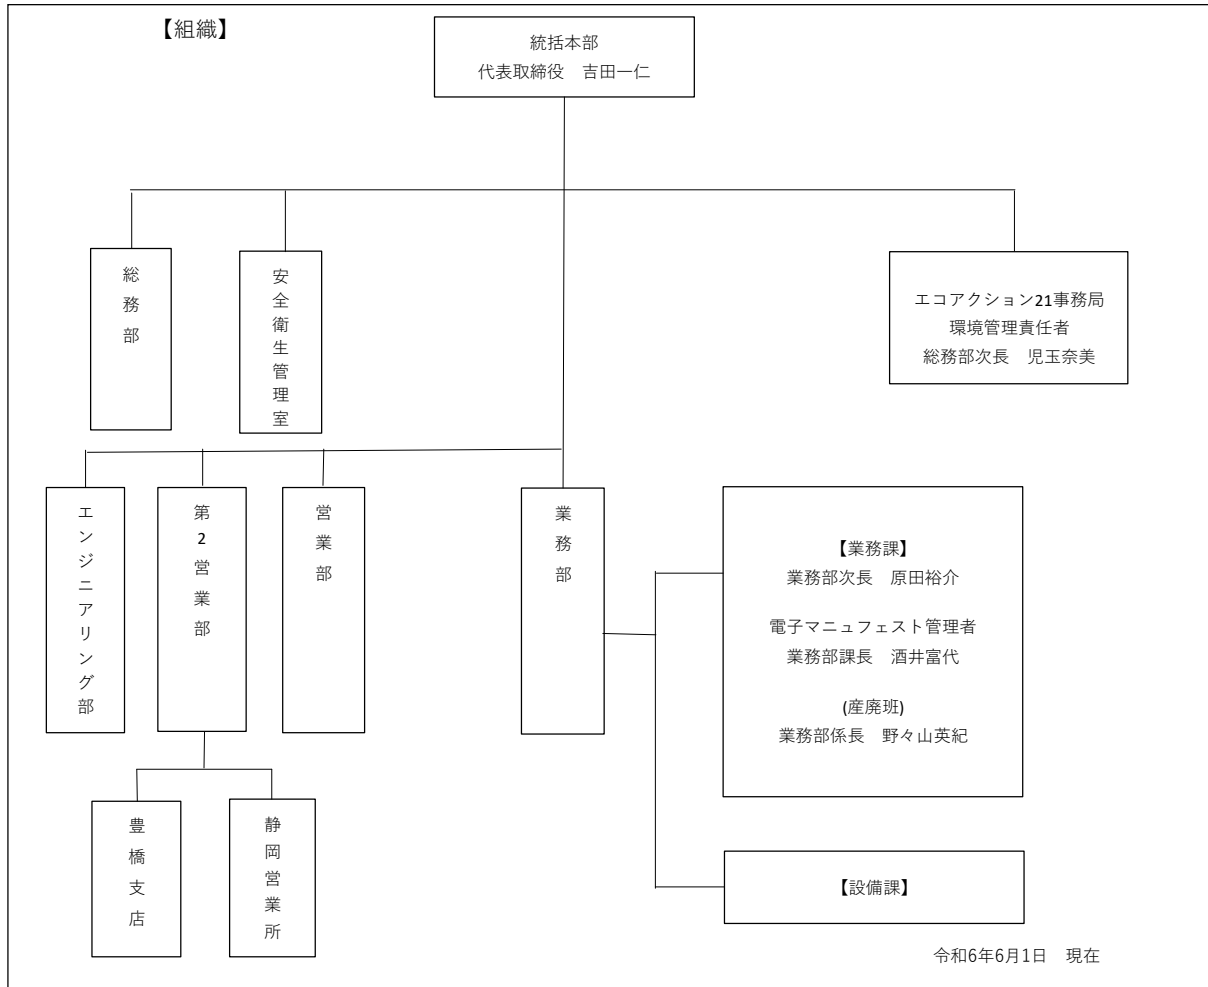 【組織】
統括本部
代表取締役　吉田一仁
総務部
安全衛生管理室
エコアクション21事務局
環境管理責任者
総務部次長　児玉奈美
エンジニアリング部
第2営業部
営業部
業務部
【業務課】
業務部次長　原田裕介
電子マニュフェスト管理者
業務部課長　酒井富代
(産廃班)
業務部係長　野々山英紀
豊橋支店
静岡営業所
【設備課】
令和6年6月1日　現在